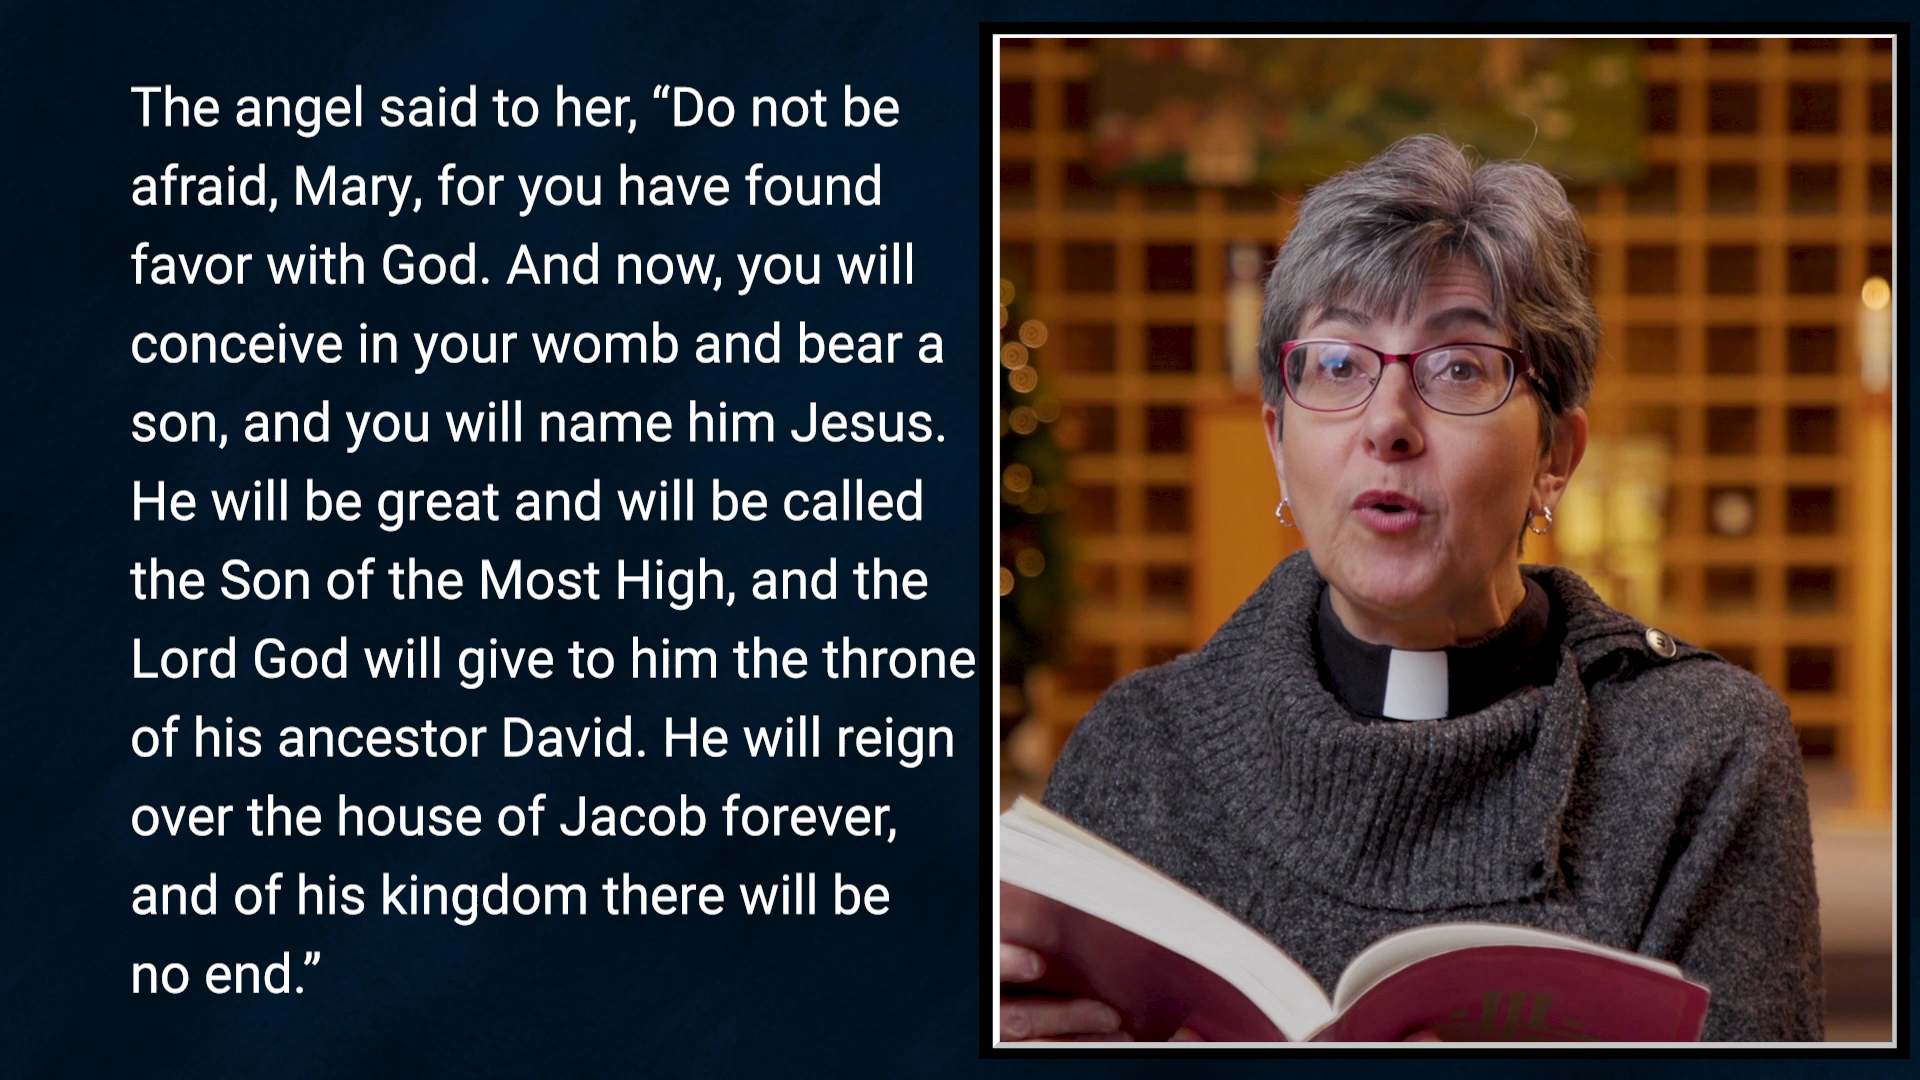 The angel said to her, “Do not be
afraid, Mary, for you have found
favor with God. And now, you will
conceive in your womb and bear a
son, and you will name him Jesus.
He will be great and will be called
the Son of the Most High, and the
Lord God will give to him the throne
of his ancestor David. He will reign
over the house of Jacob forever,
and of his kingdom there will be
no end.”